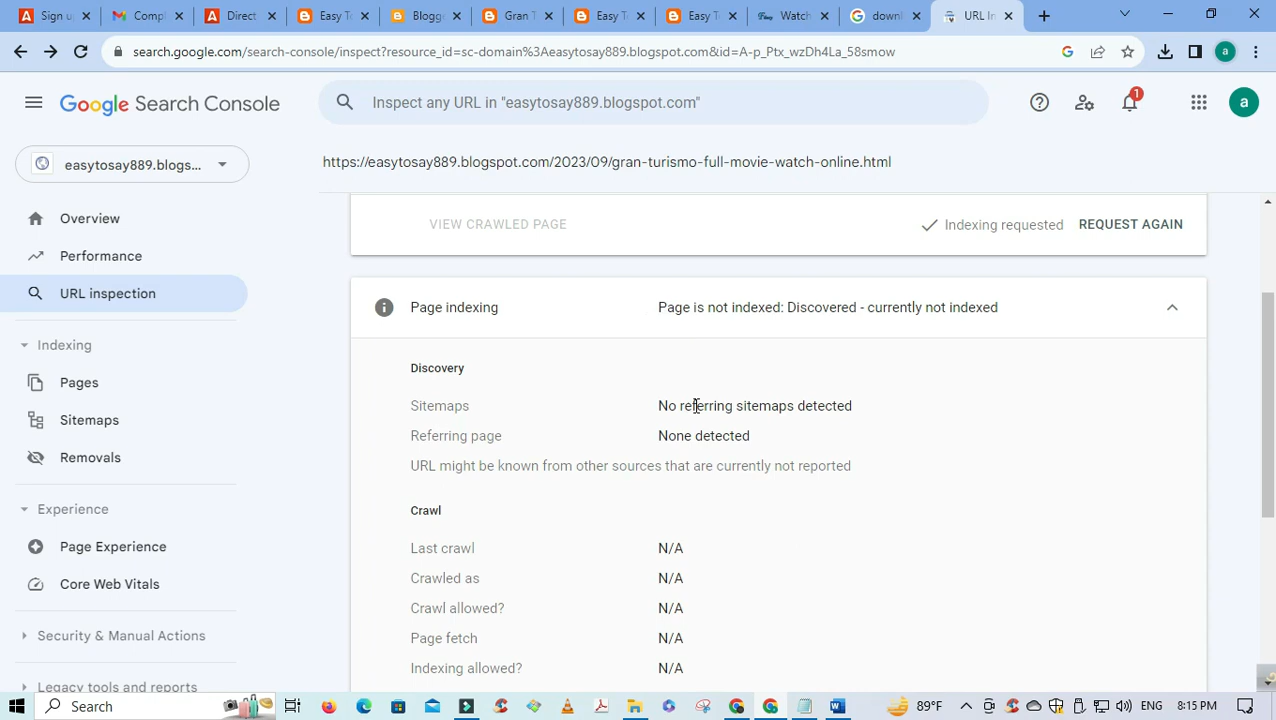 Sign u
Compl
Direct
Easy T
Blogge
Gran T
Easy T
Easy T
Watch
downl
URL In
search.google.com/search-console/inspect?resource_id=sc-domain%3Aeasytosay889.blogspot.com&id=A-p_Ptx_wzDh4La_58smow
a
Google Search Console
Inspect any URL in "easytosay889.blogspot.com"
1
a
easytosay889.blogs...
https://easytosay889.blogspot.com/2023/09/gran-turismo-full-movie-watch-online.html
Overview
Performance
URL inspection
Indexing
Pages
Sitemaps
Removals
Experience
Page Experience
Core Web Vitals
Security & Manual Actions
Legacy tools and reports
VIEW CRAWLED PAGE
Indexing requested
REQUEST AGAIN
Page indexing
Page is not indexed: Discovered - currently not indexed
Discovery
Sitemaps
No referring sitemaps detected
Referring page
None detected
URL might be known from other sources that are currently not reported
Crawl
Last crawl
N/A
Crawled as
N/A
Crawl allowed?
N/A
Page fetch
N/A
Indexing allowed?
N/A
Search
89°F
ENG
8:15 PM